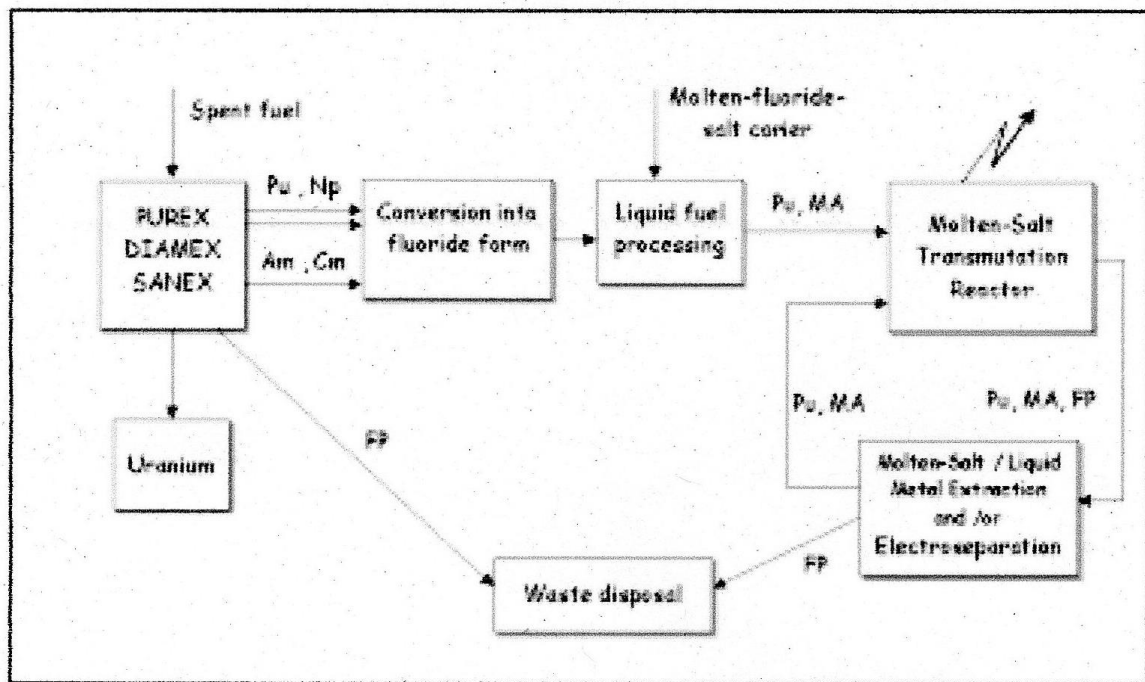 Spent fuel
Molten-fluoride-
salt carier
Pu , Np
Am , Cm
PUREX
DIAMEX
SANEX
Conversion into
fluoride form
Liquid fuel
processing
Pu, MA
Molten-Salt
Transmutation
Reactor
Pu, MA
Pu, MA, FP
Uranium
FP
Molten-Salt / Liquid
Metal Extraction
and /or
Electroseparation
FP
Waste disposal